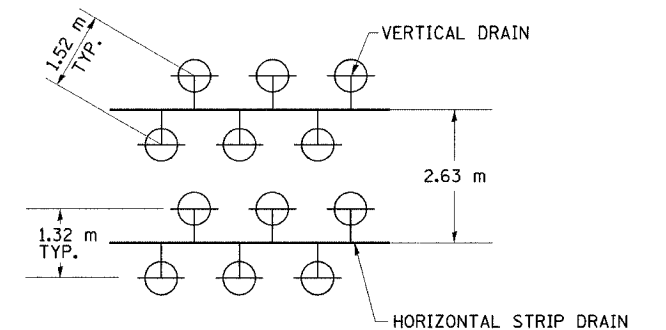 1.52 m
TYP.
VERTICAL DRAIN
2.63 m
1.32 m
TYP.
HORIZONTAL STRIP DRAIN